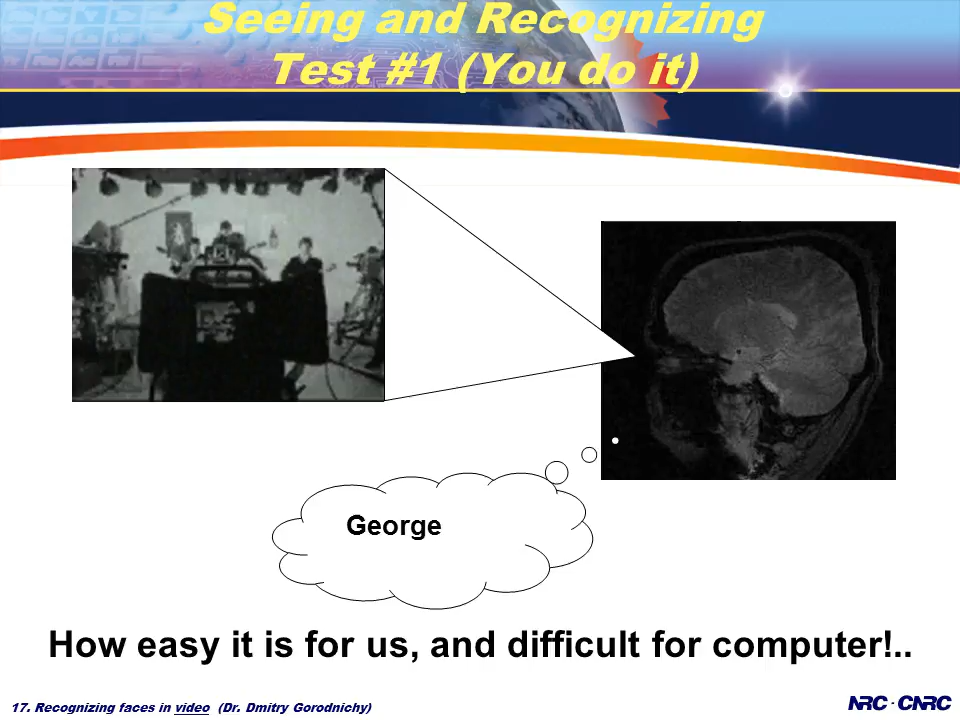 Seeing and Recognizing
Test #1 (You do it)
George
How easy it is for us, and difficult for computer!..
17. Recognizing faces in video (Dr. Dmitry Gorodnichy)
NRC · CNRC